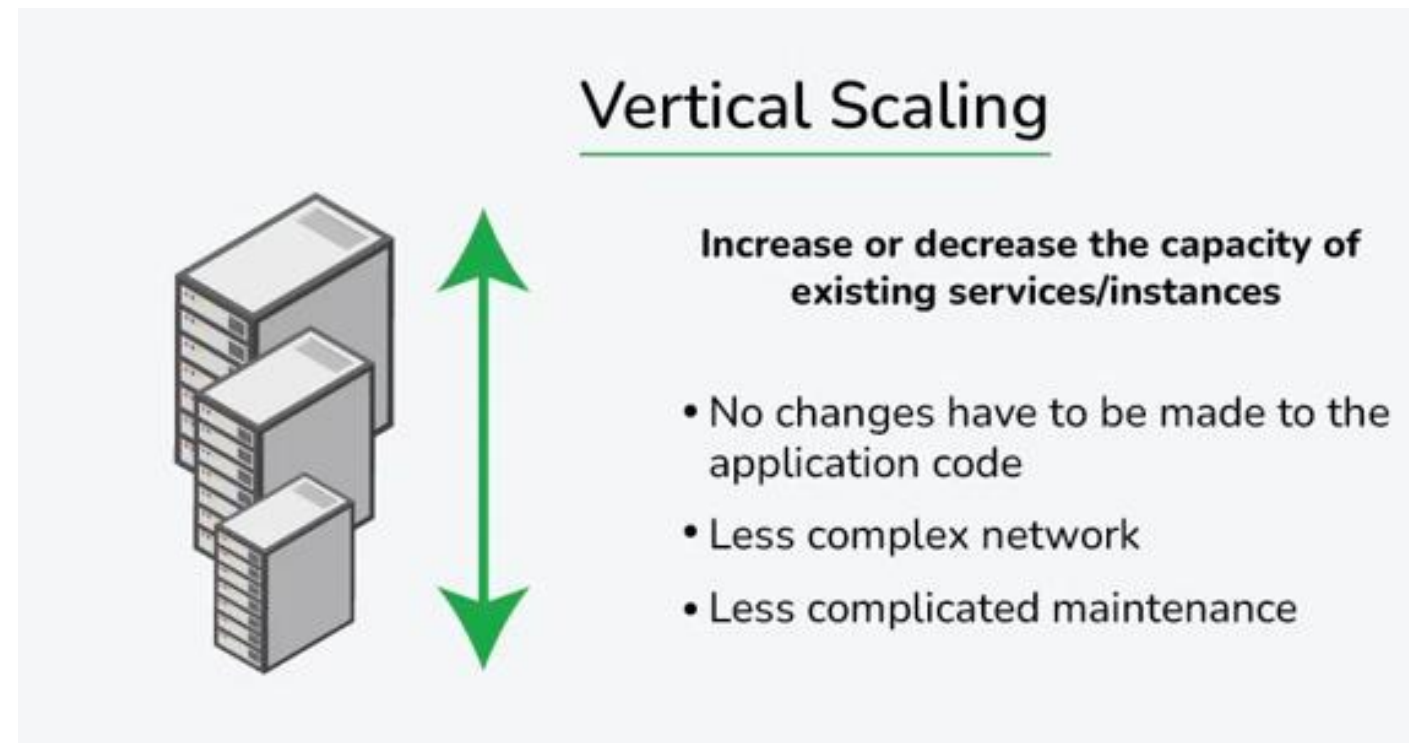 Vertical Scaling
Increase or decrease the capacity of
existing services/instances
• No changes have to be made to the
application code
• Less complex network
• Less complicated maintenance